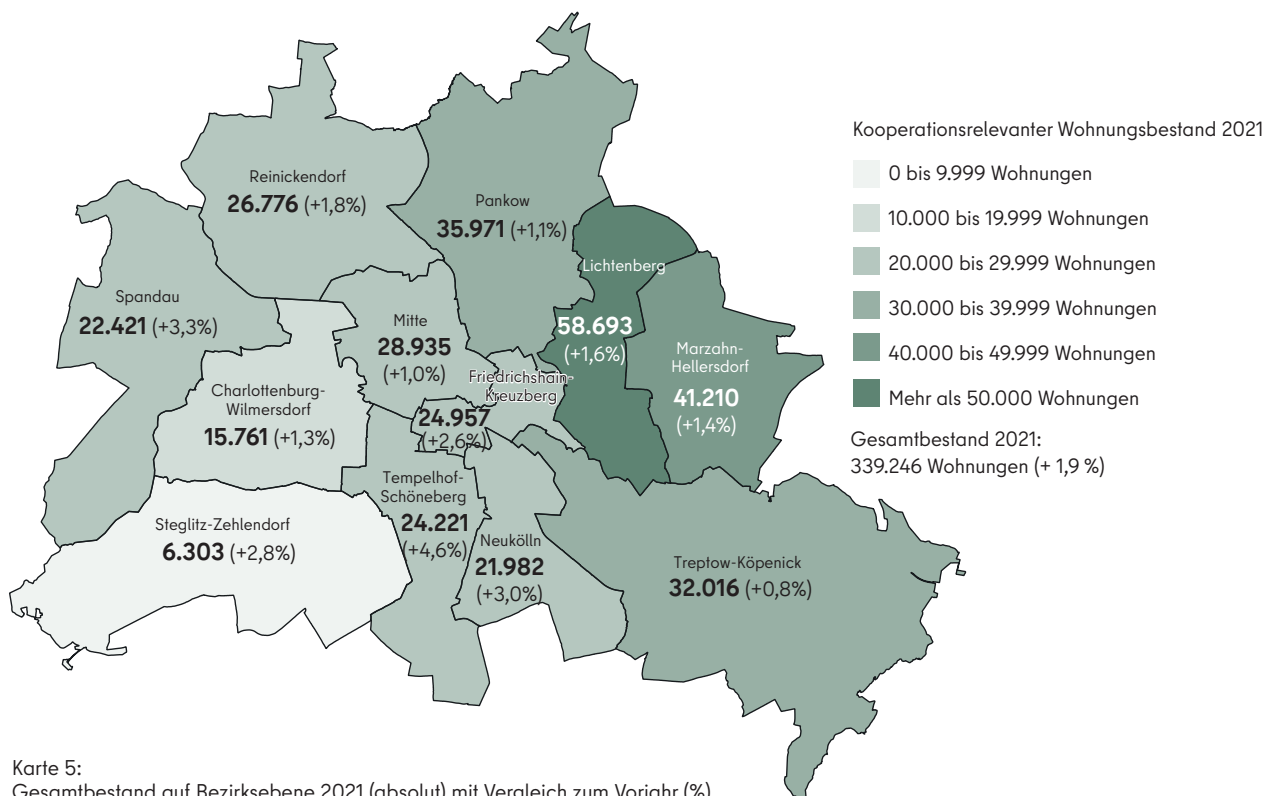 Reinickendorf
26.776 (+1,8%)
Pankow
35.971 (+1,1%)
Lichtenberg
58.693
(+1,6%)
Spandau
22.421 (+3,3%)
Mitte
28.935
(+1,0%)
Marzahn-
Hellersdorf
41.210
(+1,4%)
Friedrichshain-
Kreuzberg
24.957
(+2,6%)
Charlottenburg-
Wilmersdorf
15.761 (+1,3%)
Tempelhof-
Schöneberg
24.221
(+4,6%)
Steglitz-Zehlendorf
6.303 (+2,8%)
Neukölln
21.982
(+3,0%)
Treptow-Köpenick
32.016 (+0,8%)
Kooperationsrelevanter Wohnungsbestand 2021
0 bis 9.999 Wohnungen
10.000 bis 19.999 Wohnungen
20.000 bis 29.999 Wohnungen
30.000 bis 39.999 Wohnungen
40.000 bis 49.999 Wohnungen
Mehr als 50.000 Wohnungen
Gesamtbestand 2021:
339.246 Wohnungen (+ 1,9 %)
Karte 5:
Gesamtbestand auf Bezirksebene 2021 (absolut) mit Vergleich zum Vorjahr (%)